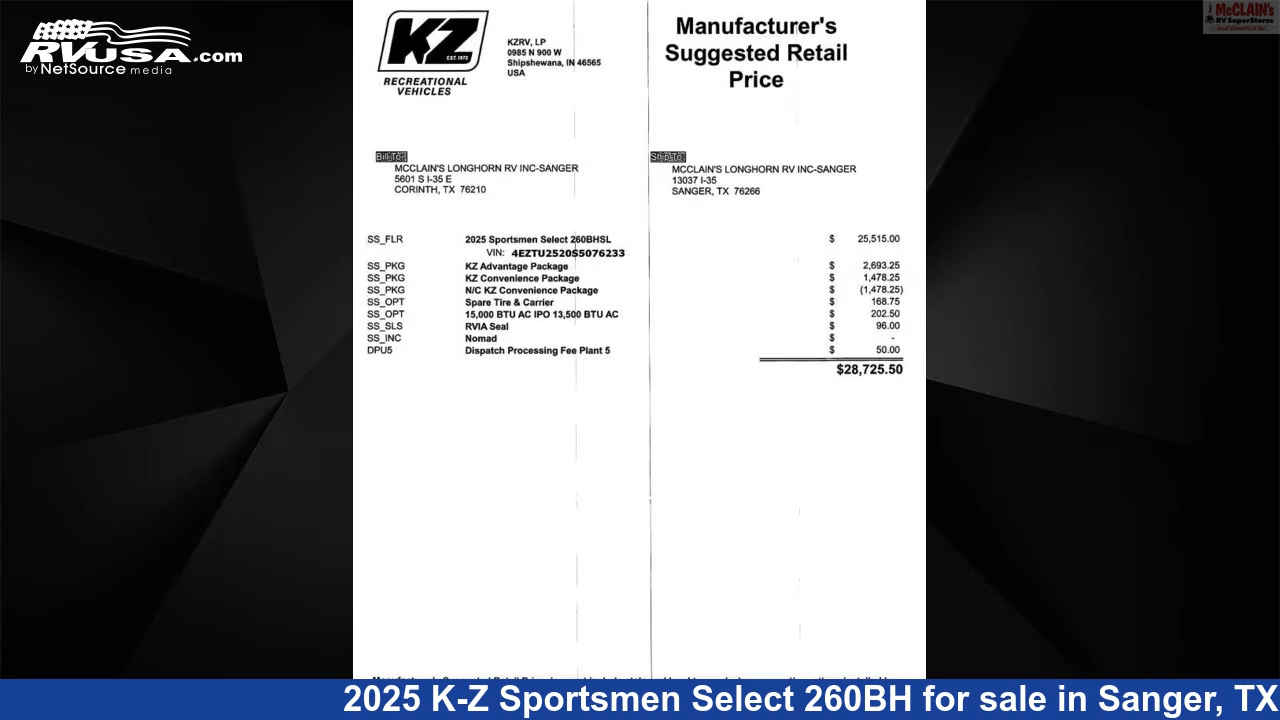 RVUSA.com
by NetSource media
McCLAIN'S
RV SuperStores
KZ
EST. 1972
RECREATIONAL
VEHICLES
KZRV, LP
0985 N 900 W
Shipshewana, IN 46565
USA
Manufacturer's
Suggested Retail
Price
Bill To:
MCCLAIN'S LONGHORN RV INC-SANGER
5601 S I-35 E
CORINTH, TX 76210
Ship To:
MCCLAIN'S LONGHORN RV INC-SANGER
13037 I-35
SANGER, TX 76266
SS_FLR 2025 Sportsmen Select 260BHSL $ 25,515.00
VIN: 4EZTU2520S5076233
SS_PKG KZ Advantage Package $ 2,693.25
SS_PKG KZ Convenience Package $ 1,478.25
SS_PKG N/C KZ Convenience Package $ (1,478.25)
SS_OPT Spare Tire & Carrier $ 168.75
SS_OPT 15,000 BTU AC IPO 13,500 BTU AC $ 202.50
SS_SLS RVIA Seal $ 96.00
SS_INC Nomad $ -
DPU5 Dispatch Processing Fee Plant 5 $ 50.00
$28,725.50
2025 K-Z Sportsmen Select 260BH for sale in Sanger, TX